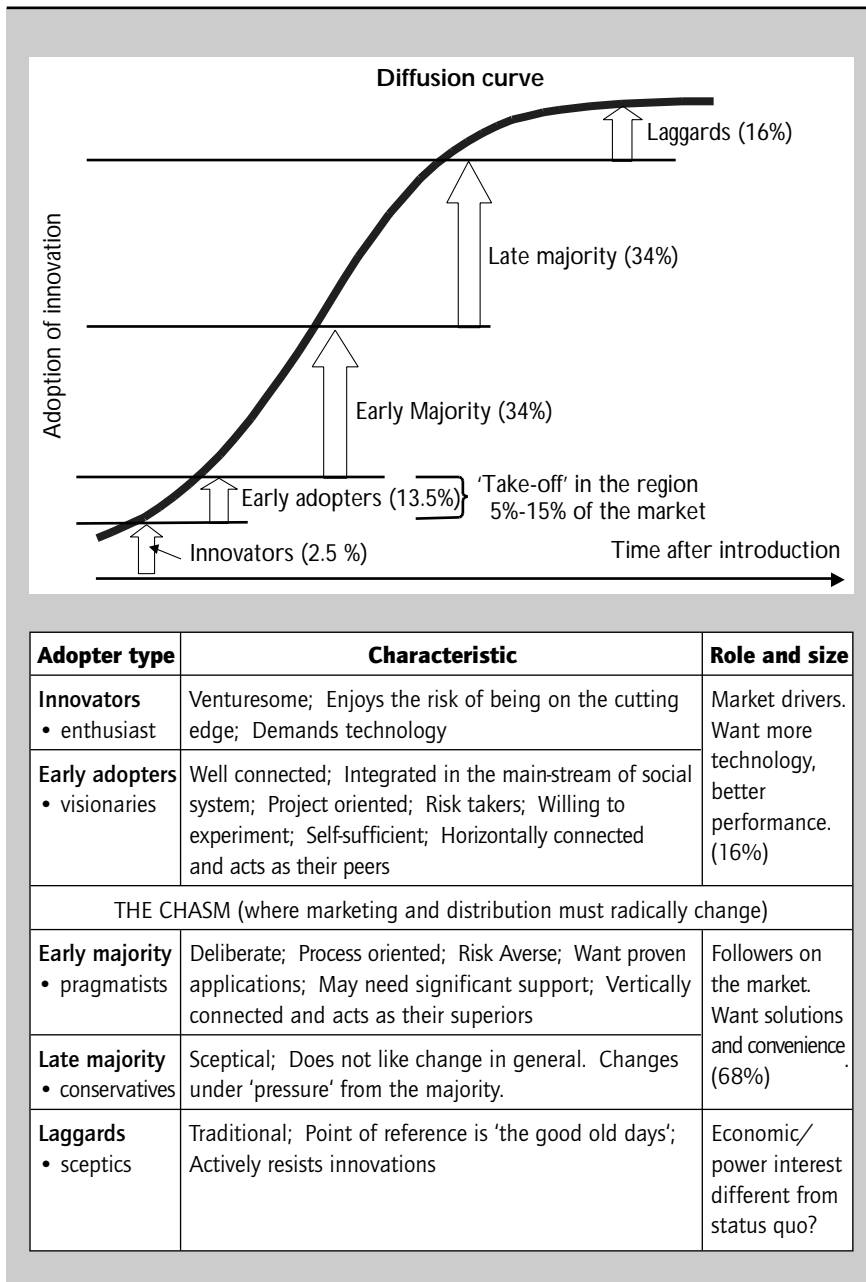 Diffusion curve
Laggards (16%)
Late majority (34%)
Adoption of innovation
Early Majority (34%)
Early adopters (13.5%)
'Take-off' in the region
5%-15% of the market
Innovators (2.5 %)
Time after introduction
Adopter type Characteristic Role and size
Innovators
• enthusiast
Venturesome; Enjoys the risk of being on the cutting
edge; Demands technology
Early adopters
• visionaries
Well connected; Integrated in the main-stream of social
system; Project oriented; Risk takers; Willing to
experiment; Self-sufficient; Horizontally connected
and acts as their peers
Market drivers.
Want more
technology,
better
performance.
(16%)
THE CHASM (where marketing and distribution must radically change)
Early majority
• pragmatists
Deliberate; Process oriented; Risk Averse; Want proven
applications; May need significant support; Vertically
connected and acts as their superiors
Late majority
• conservatives
Sceptical; Does not like change in general. Changes
under 'pressure' from the majority.
Followers on
the market.
Want solutions
and convenience.
(68%)
Laggards
• sceptics
Traditional; Point of reference is 'the good old days';
Actively resists innovations
Economic/
power interest
different from
status quo?